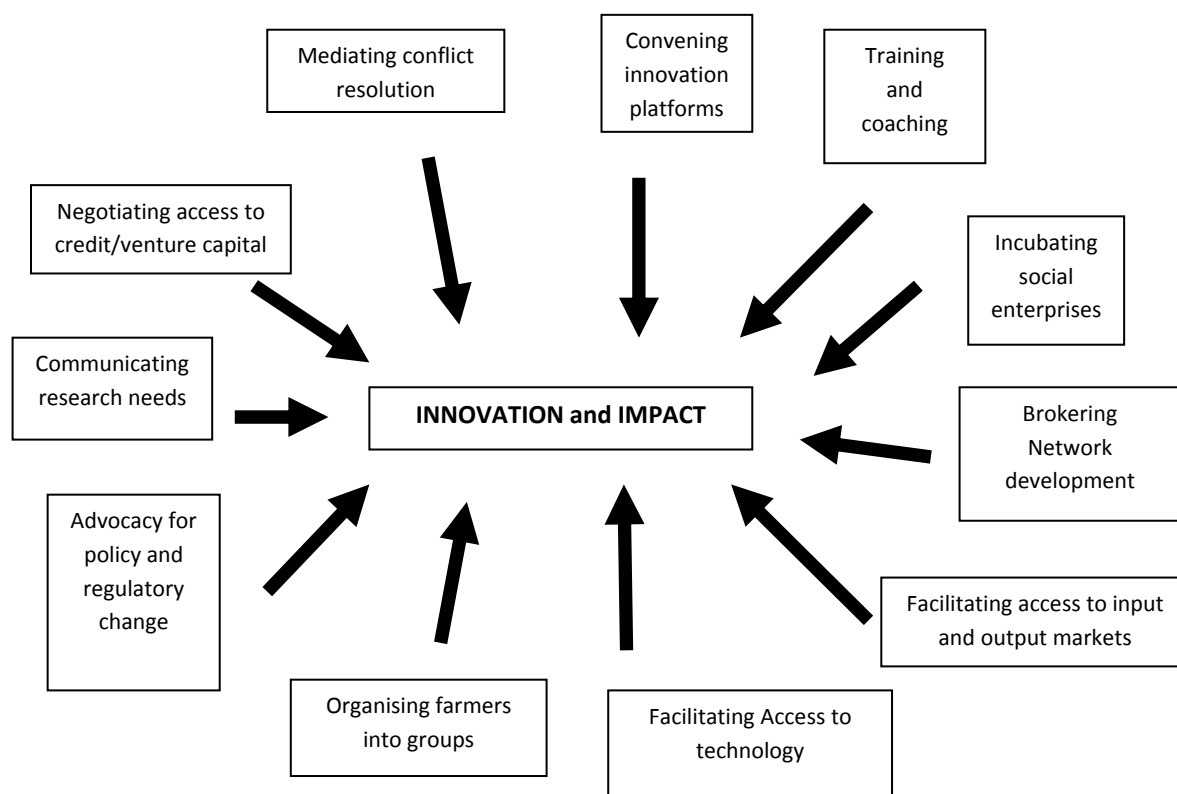 Mediating conflict
resolution
Convening
innovation
platforms
Training
and
coaching
Negotiating access to
credit/venture capital
Incubating
social
enterprises
Communicating
research needs
INNOVATION and IMPACT
Brokering
Network
development
Advocacy for
policy and
regulatory
change
Facilitating access to input
and output markets
Organising farmers
into groups
Facilitating Access to
technology